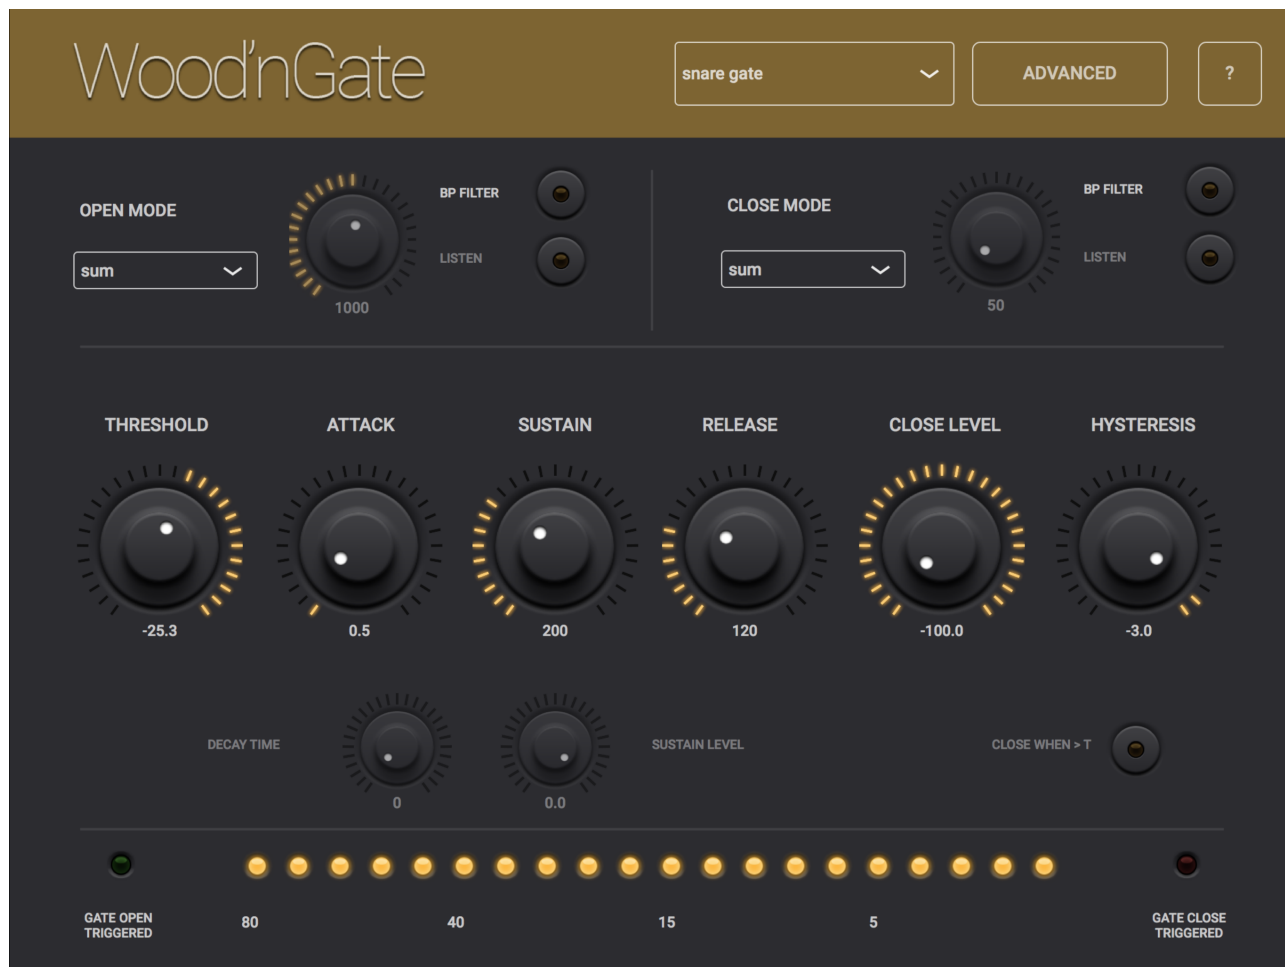 Wood'nGate
snare gate
ADVANCED
?
OPEN MODE
sum
1000
BP FILTER
LISTEN
CLOSE MODE
sum
50
BP FILTER
LISTEN
THRESHOLD
ATTACK
SUSTAIN
RELEASE
CLOSE LEVEL
HYSTERESIS
-25.3
0.5
200
120
-100.0
-3.0
DECAY TIME
0
0.0
SUSTAIN LEVEL
CLOSE WHEN > T
GATE OPEN
TRIGGERED
80
40
15
5
GATE CLOSE
TRIGGERED